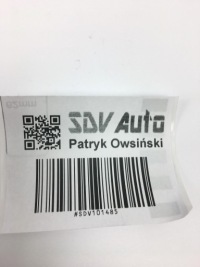 SDV Auto
Patryk Owsiński
#SDV101485